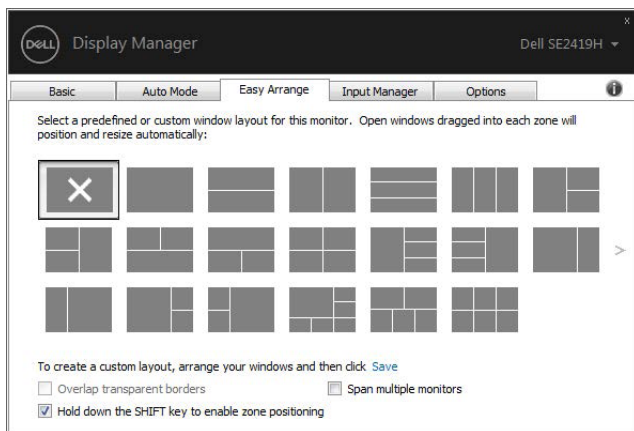 DELL Display Manager
x
Dell SE2419H
Basic Auto Mode Easy Arrange Input Manager Options
Select a predefined or custom window layout for this monitor. Open windows dragged into each zone will
position and resize automatically:
>
To create a custom layout, arrange your windows and then click Save
Overlap transparent borders Span multiple monitors
Hold down the SHIFT key to enable zone positioning